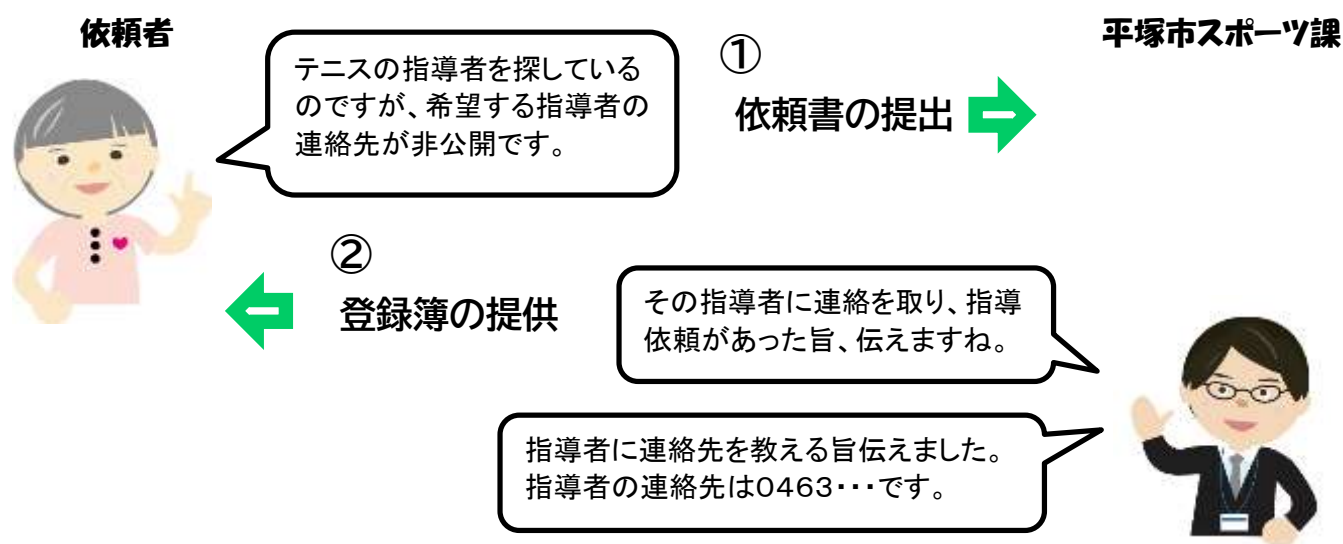 依頼者
平塚市スポーツ課
テニスの指導者を探している
のですが、希望する指導者の
連絡先が非公開です。
①
依頼書の提出
②
登録簿の提供
その指導者に連絡を取り、指導
依頼があった旨、伝えますね。
指導者に連絡先を教える旨伝えました。
指導者の連絡先は0463・・・です。